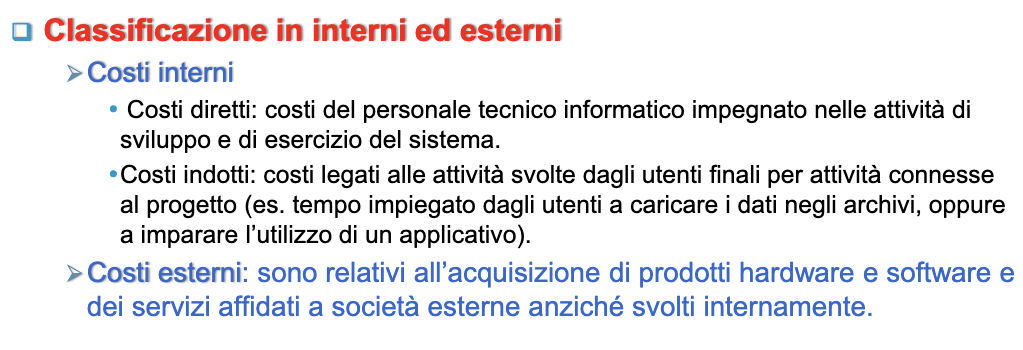 Classificazione in interni ed esterni
Costi interni
Costi diretti: costi del personale tecnico informatico impegnato nelle attività di
sviluppo e di esercizio del sistema.
Costi indotti: costi legati alle attività svolte dagli utenti finali per attività connesse
al progetto (es. tempo impiegato dagli utenti a caricare i dati negli archivi, oppure
a imparare l’utilizzo di un applicativo).
Costi esterni: sono relativi all’acquisizione di prodotti hardware e software e
dei servizi affidati a società esterne anziché svolti internamente.